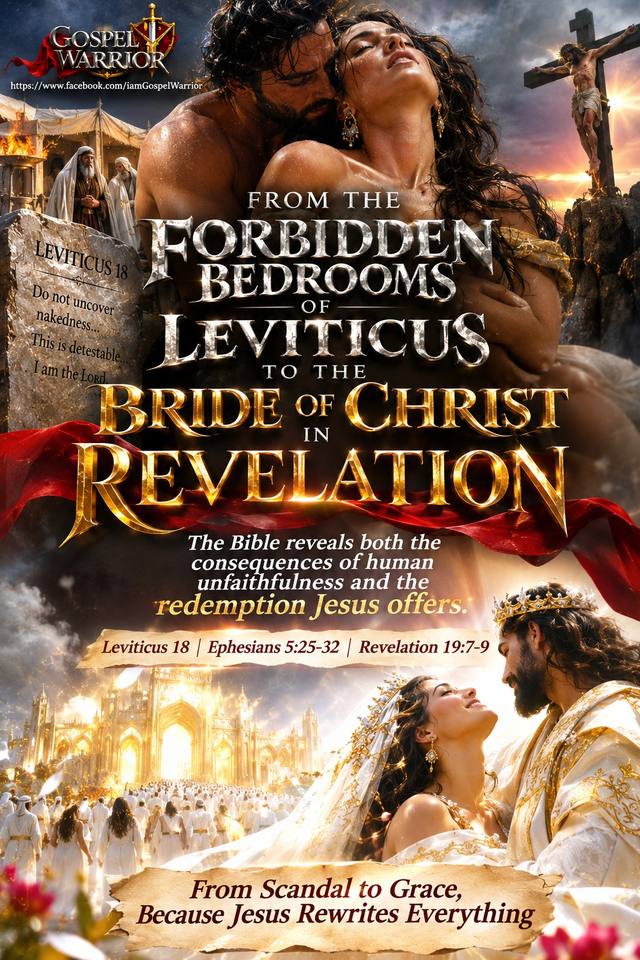 GOSPEL
WARRIOR
https://www.facebook.com/iamGospelWarrior
LEVITICUS 18
Do not uncover
nakedness...
This is detestable...
I am the Lord.
FROM THE
FORBIDDEN
BEDROOMS
OF
LEVITICUS
TO THE
BRIDE OF CHRIST
IN
REVELATION
The Bible reveals both the
consequences of human
unfaithfulness and the
redemption Jesus offers.
Leviticus 18 | Ephesians 5:25-32 | Revelation 19:7-9
From Scandal to Grace,
Because Jesus Rewrites Everything